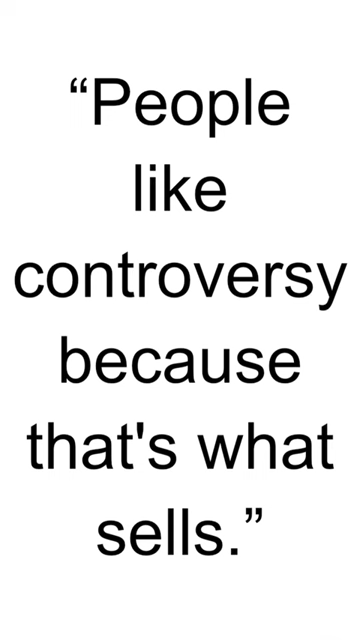 “People
like
controversy
because
that's what
sells.”